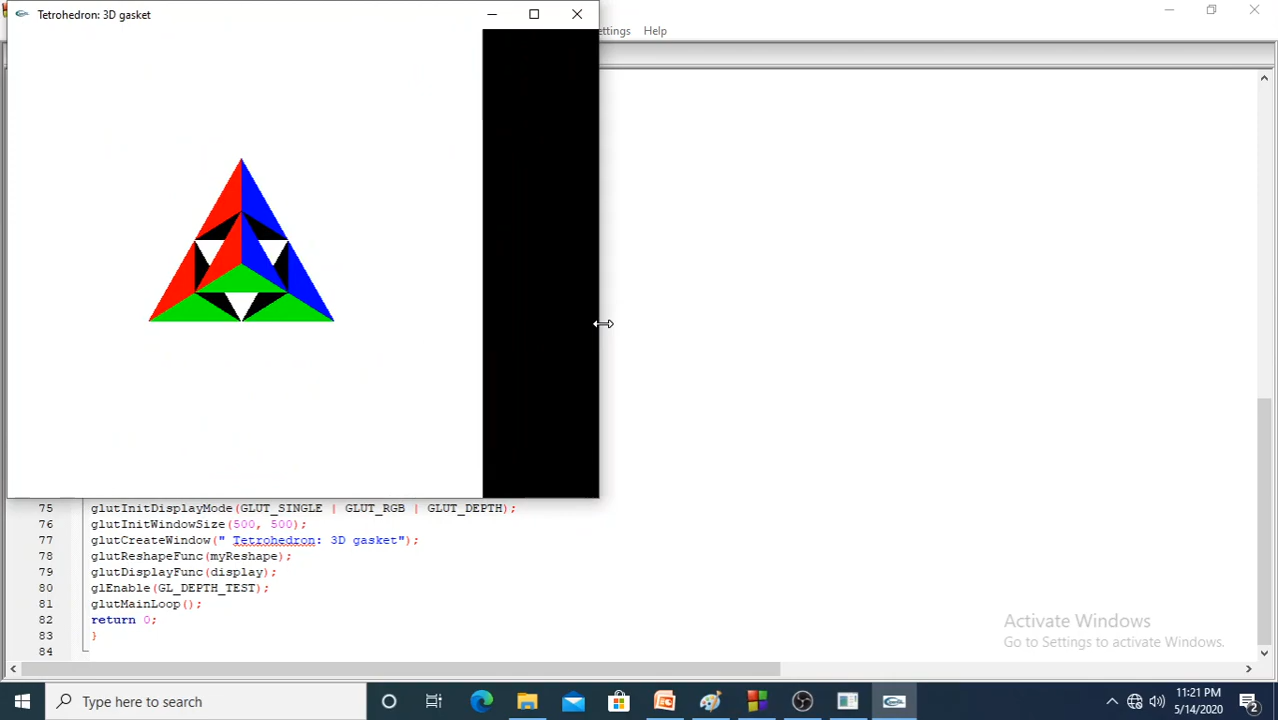 Tetrohedron: 3D gasket
ettings Help
75 glutInitDisplayMode(GLUT_SINGLE | GLUT_RGB | GLUT_DEPTH);
76 glutInitWindowSize(500, 500);
77 glutCreateWindow(" Tetrohedron: 3D gasket");
78 glutReshapeFunc(myReshape);
79 glutDisplayFunc(display);
80 glEnable(GL_DEPTH_TEST);
81 glutMainLoop();
82 return 0;
83 }
84
Activate Windows
Go to Settings to activate Windows.
Type here to search
11:21 PM
5/14/2020
2